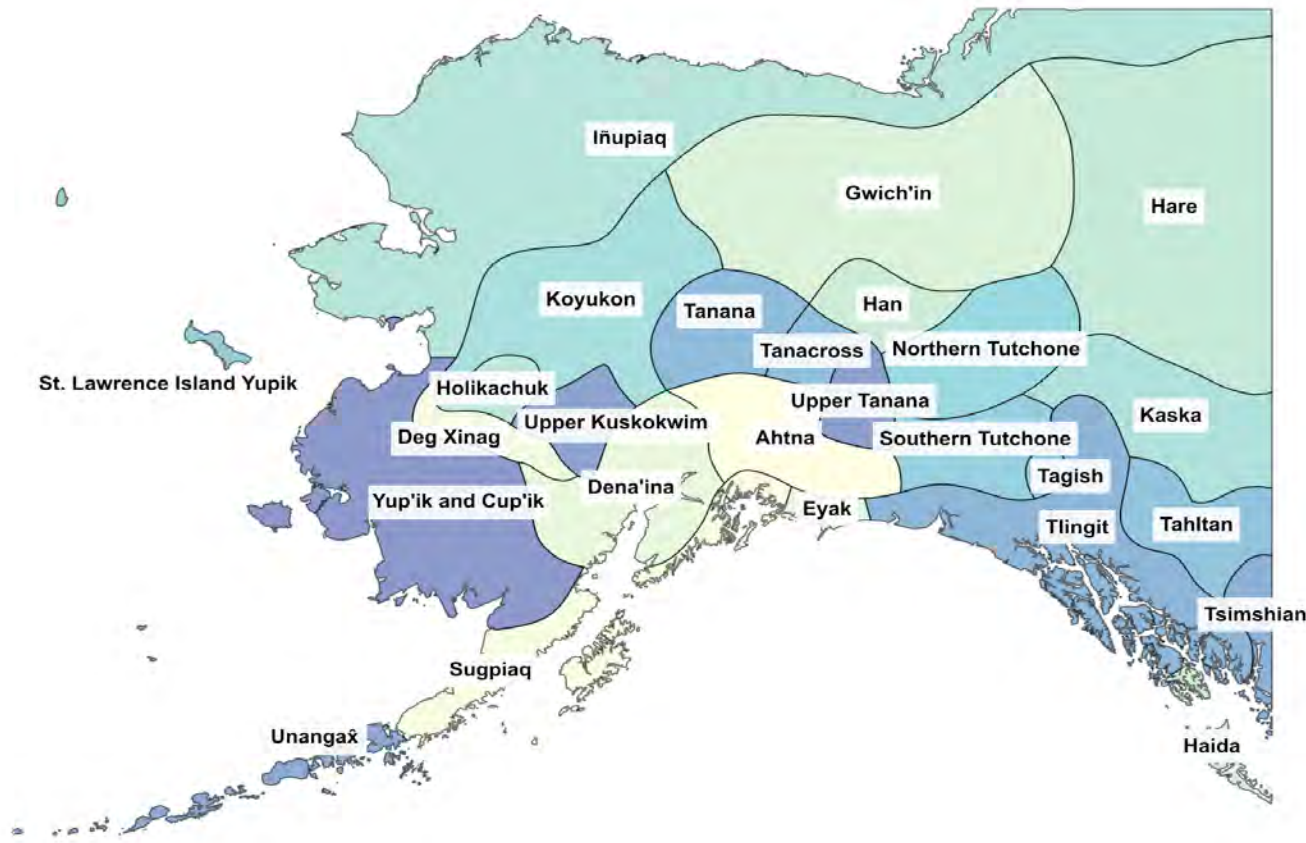 Iñupiaq
Gwich'in
Hare
Koyukon
Tanana
Han
Tanacross
Northern Tutchone
St. Lawrence Island Yupik
Holikachuk
Upper Tanana
Kaska
Upper Kuskokwim
Deg Xinag
Ahtna
Southern Tutchone
Tagish
Dena'ina
Yup'ik and Cup'ik
Eyak
Tlingit
Tahltan
Tsimshian
Sugpiaq
Unangax̂
Haida